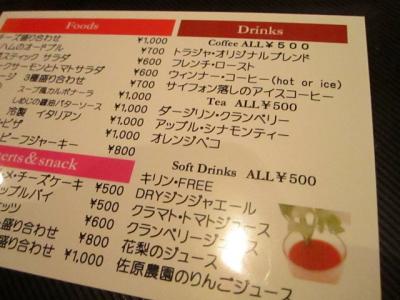 Foods
ーズ盛り合わせ ¥1,000
ハムのオードブル ¥700
スティック サラダ ¥600
ークサーモンとトマトサラダ ¥600
ージ 3種盛り合わせ ¥700
スープ風カルボナーラ ¥1,000
しめじの醤油バターソース ¥1,000
冷製 イタリアン ¥1,000
ピザ ¥1,000
ビーフジャーキー ¥800
erts & snack
メ・チーズケーキ ¥500
ップルパイ ¥500
ッツ ¥600
盛り合わせ ¥800
盛り合わせ ¥1,000
Drinks
Coffee ALL¥500
トラジャ・オリジナルブレンド
フレンチ・ロースト
ウィンナー・コーヒー(hot or ice)
サイフォン落しのアイスコーヒー
Tea ALL¥500
ダージリン・クランベリー
アップル・シナモンティー
オレンジペコ
Soft Drinks ALL¥500
キリン・FREE
DRYジンジャエール
クラマト・トマトジュース
クランベリージュース
花梨のジュース
佐原農園のりんごジュース